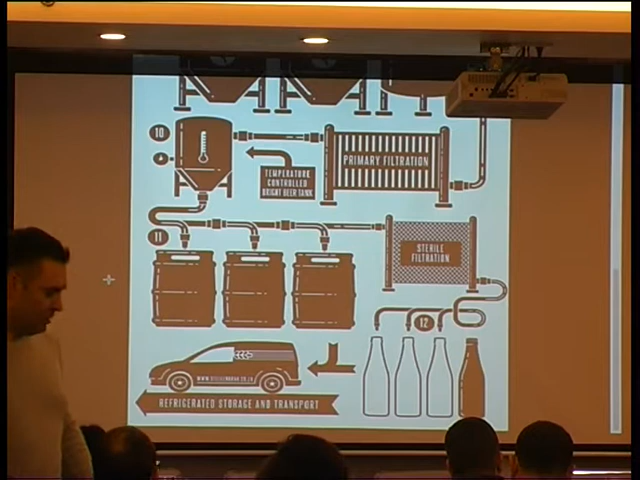 10
PRIMARY FILTRATION
TEMPERATURE
CONTROLLED
BRIGHT BEER TANK
11
STERILE
FILTRATION
12
REFRIGERATED STORAGE AND TRANSPORT